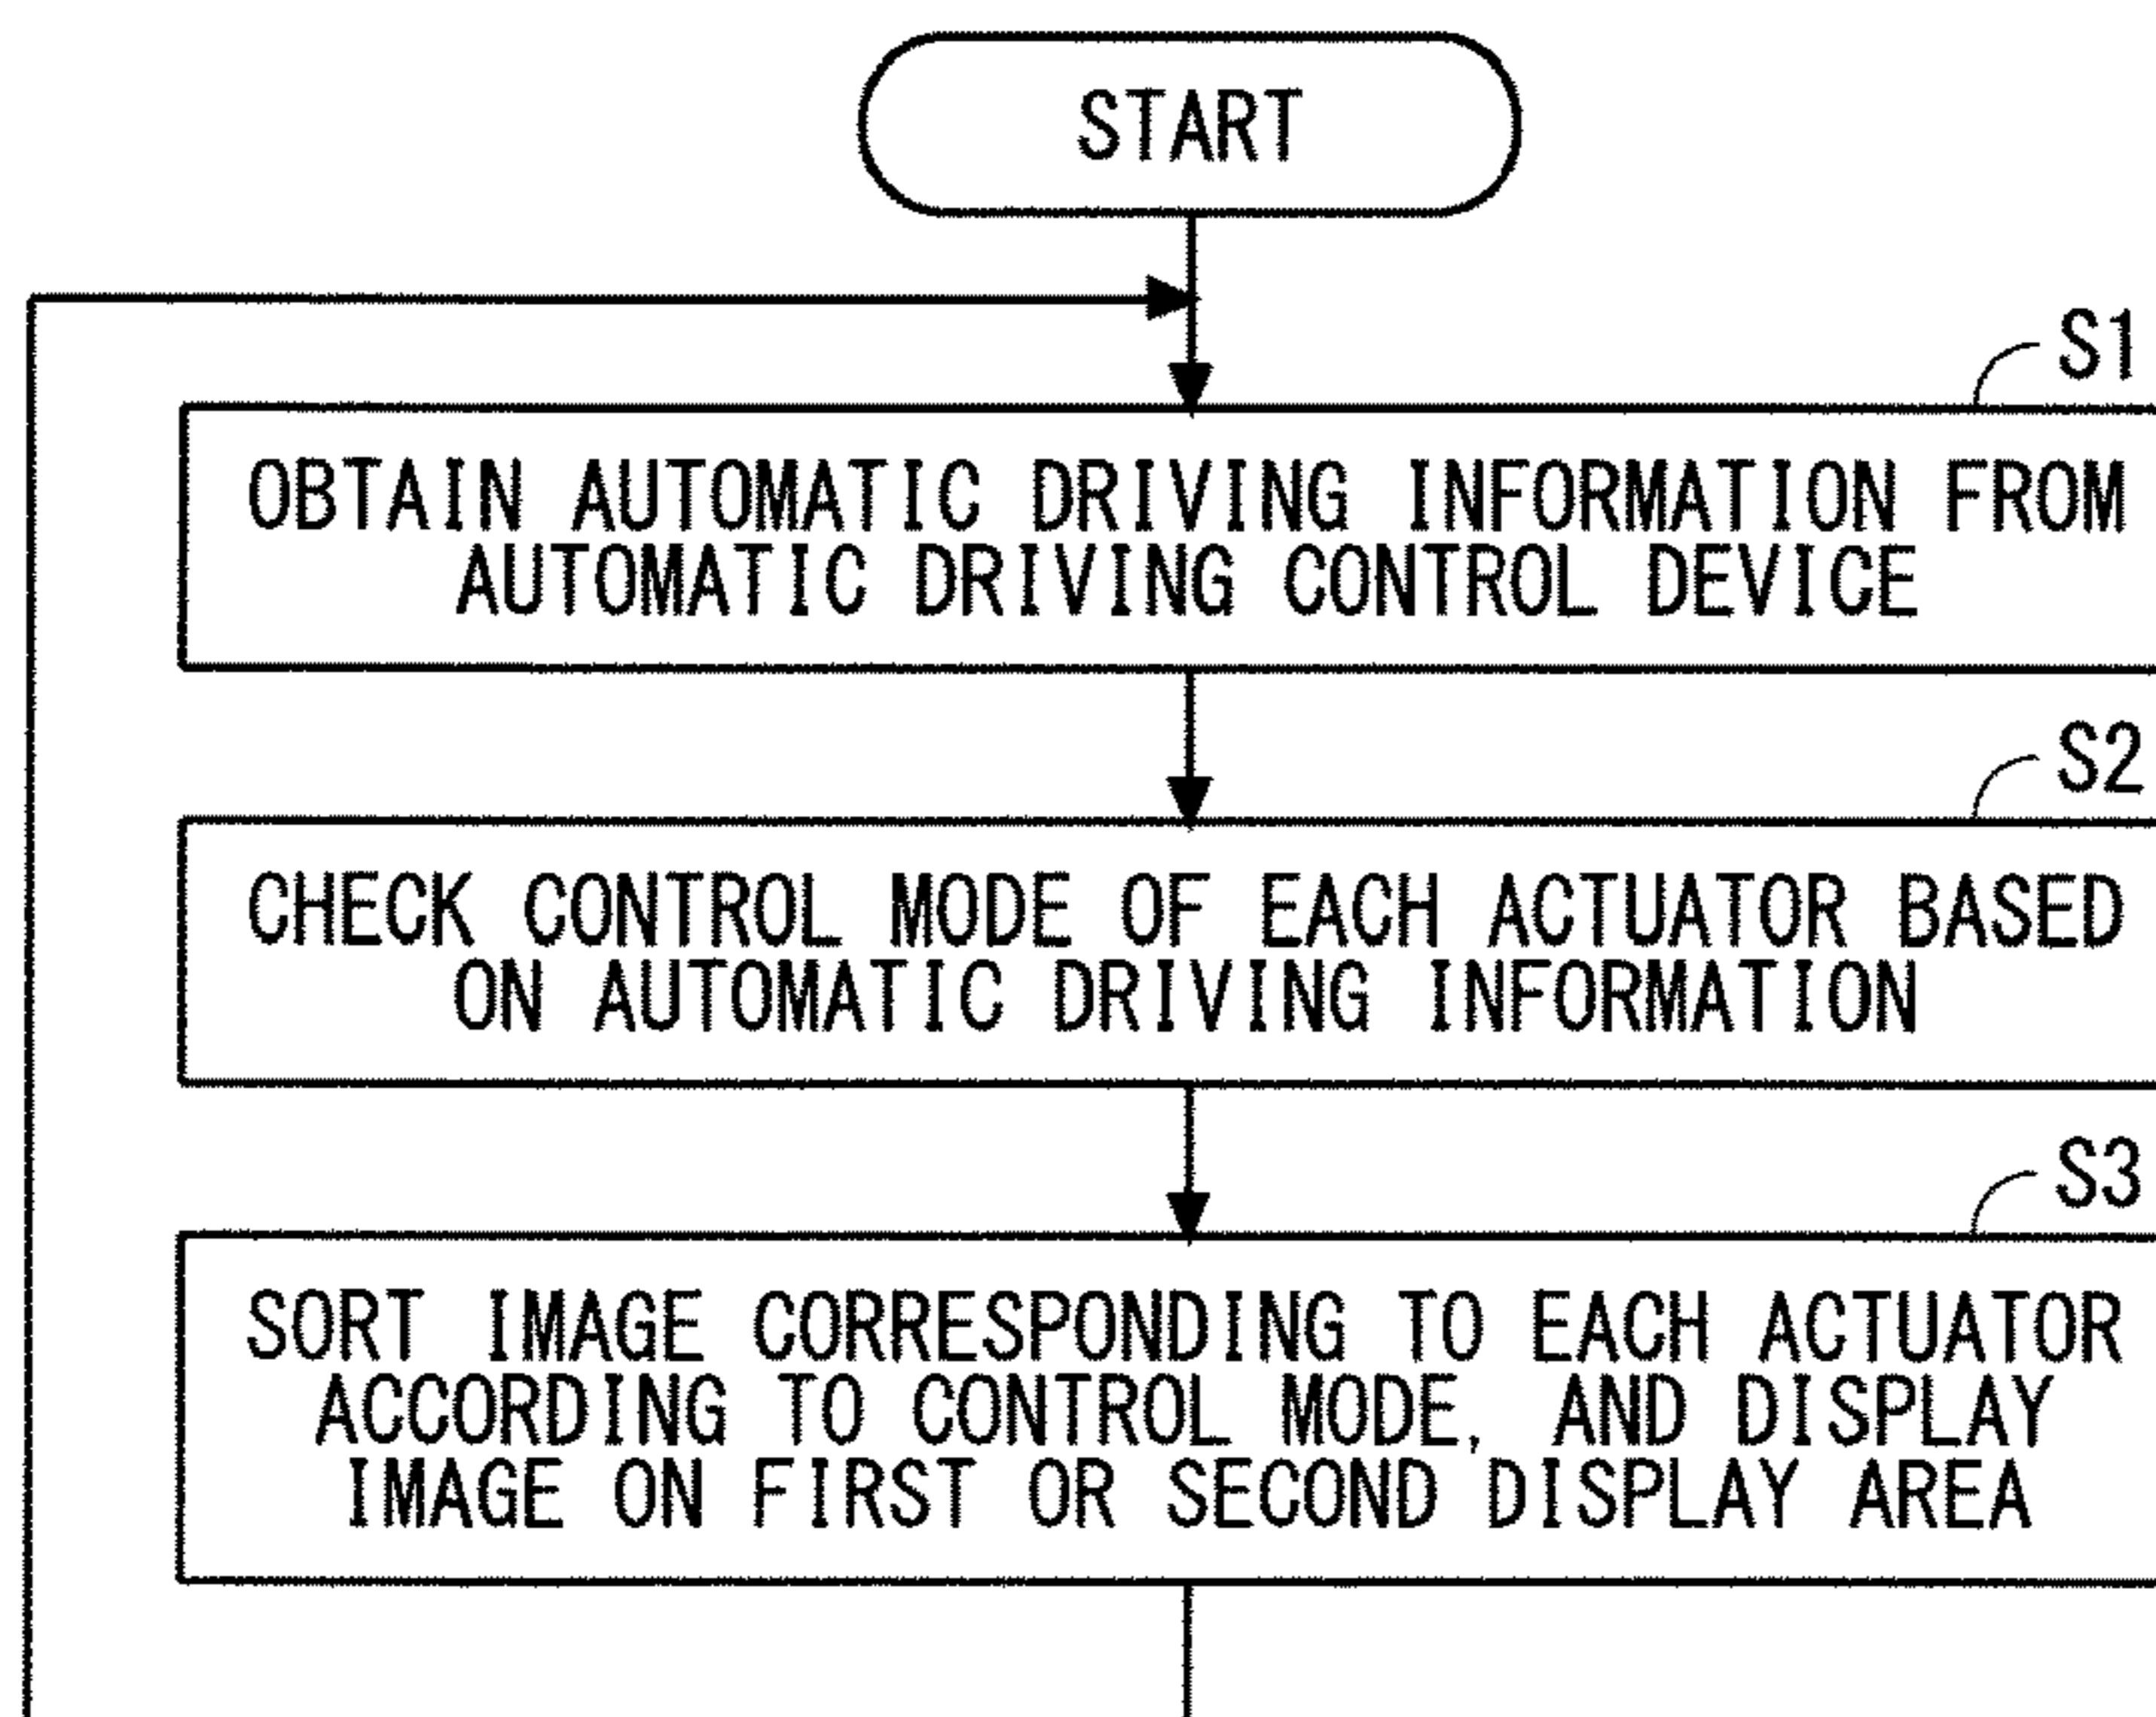 START
S1
OBTAIN AUTOMATIC DRIVING INFORMATION FROM
AUTOMATIC DRIVING CONTROL DEVICE
S2
CHECK CONTROL MODE OF EACH ACTUATOR BASED
ON AUTOMATIC DRIVING INFORMATION
S3
SORT IMAGE CORRESPONDING TO EACH ACTUATOR
ACCORDING TO CONTROL MODE, AND DISPLAY
IMAGE ON FIRST OR SECOND DISPLAY AREA